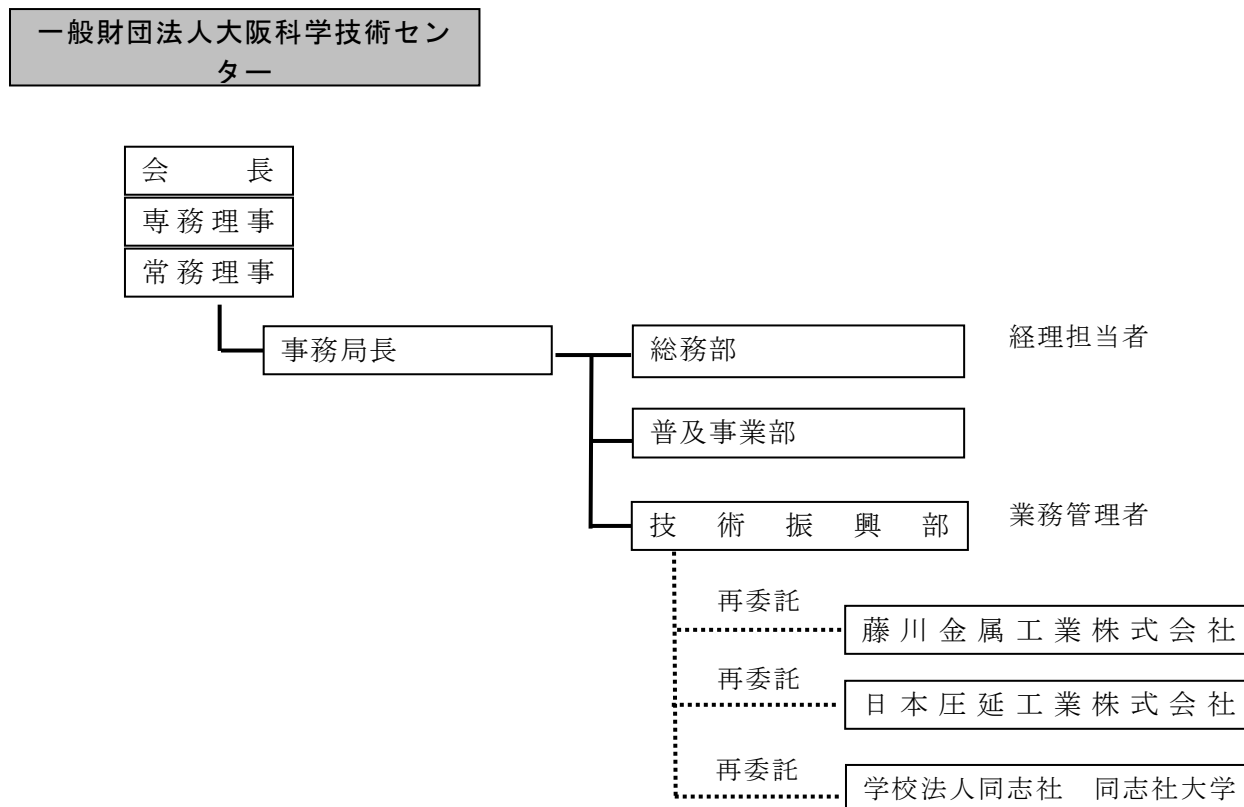 一般財団法人大阪科学技術セン
ター
会　　長
専務理事
常務理事
事務局長
総務部
経理担当者
普及事業部
技術振興部
業務管理者
再委託
藤川金属工業株式会社
再委託
日本圧延工業株式会社
再委託
学校法人同志社　同志社大学